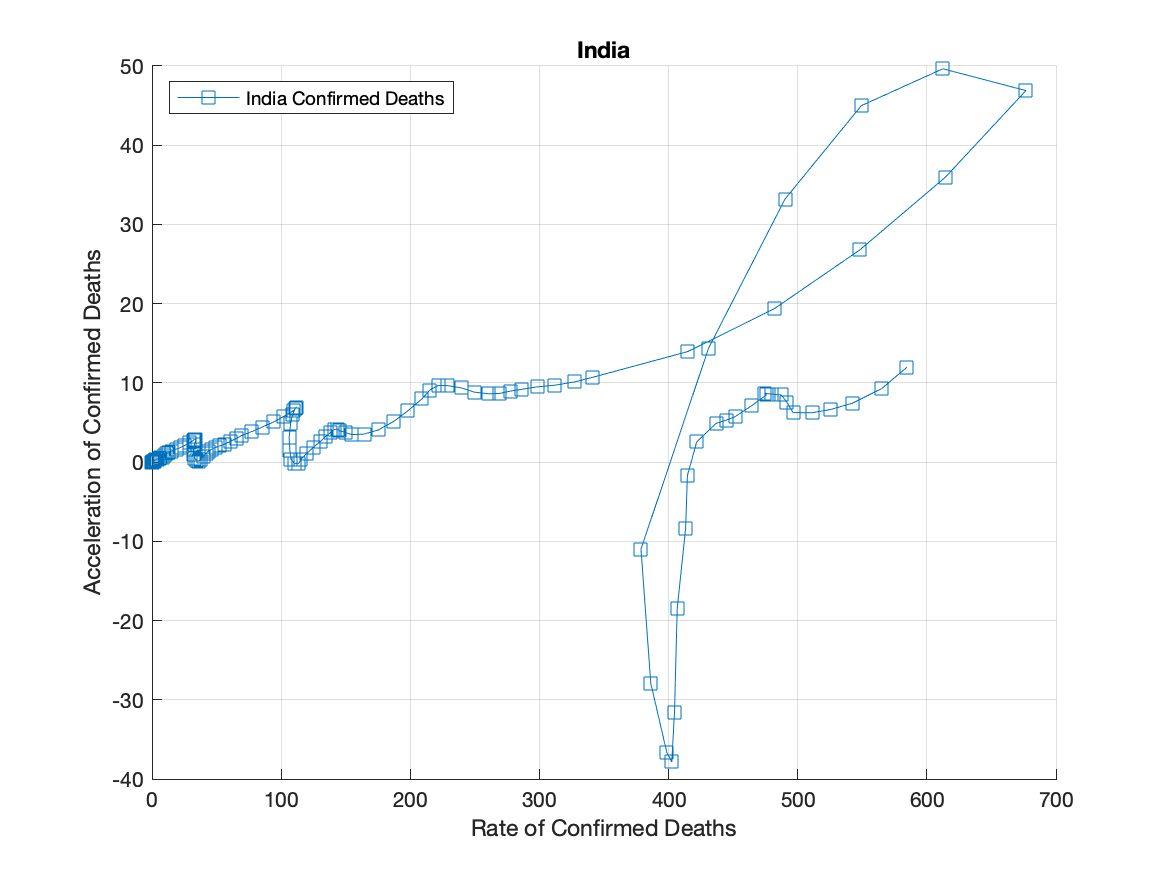 India
India Confirmed Deaths
50
40
30
20
10
0
-10
-20
-30
-40
Acceleration of Confirmed Deaths
0 100 200 300 400 500 600 700
Rate of Confirmed Deaths